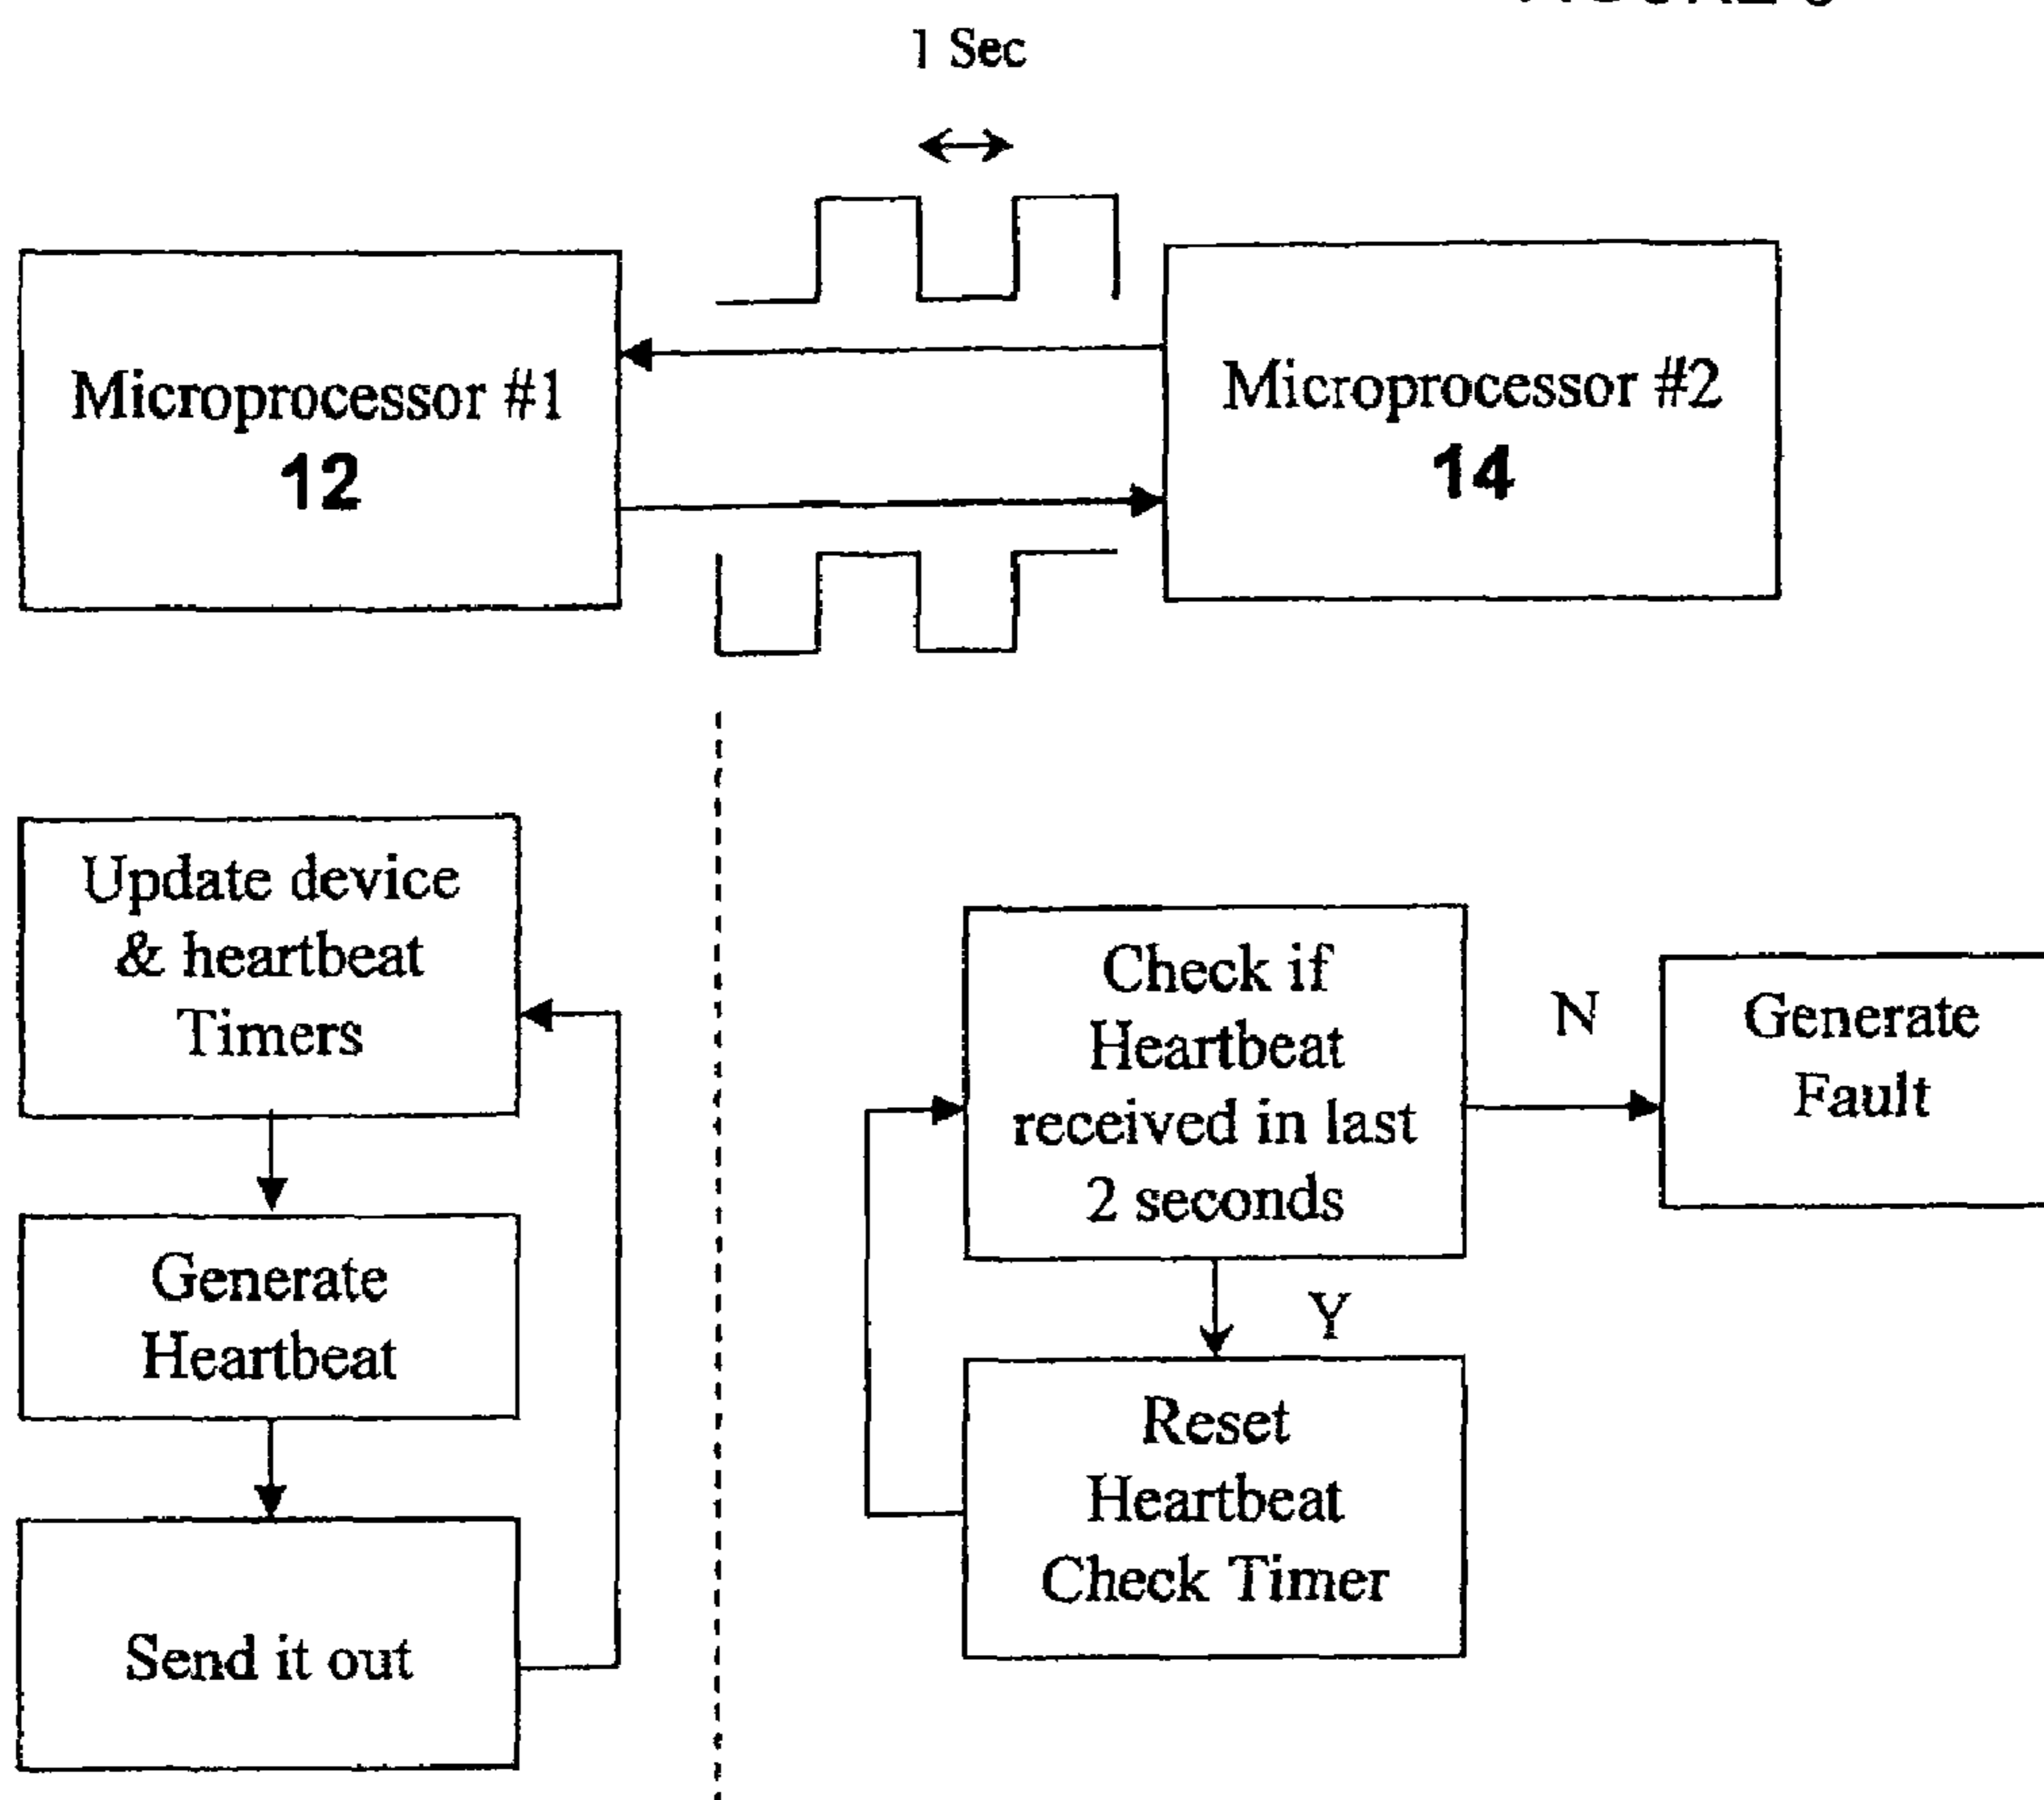 1 Sec
Microprocessor #1
12
Microprocessor #2
14
Update device
& heartbeat
Timers
Generate
Heartbeat
Send it out
Check if
Heartbeat
received in last
2 seconds
N
Generate
Fault
Y
Reset
Heartbeat
Check Timer